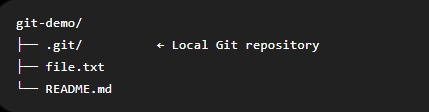 git-demo/
├── .git/          ← Local Git repository
├── file.txt
└── README.md